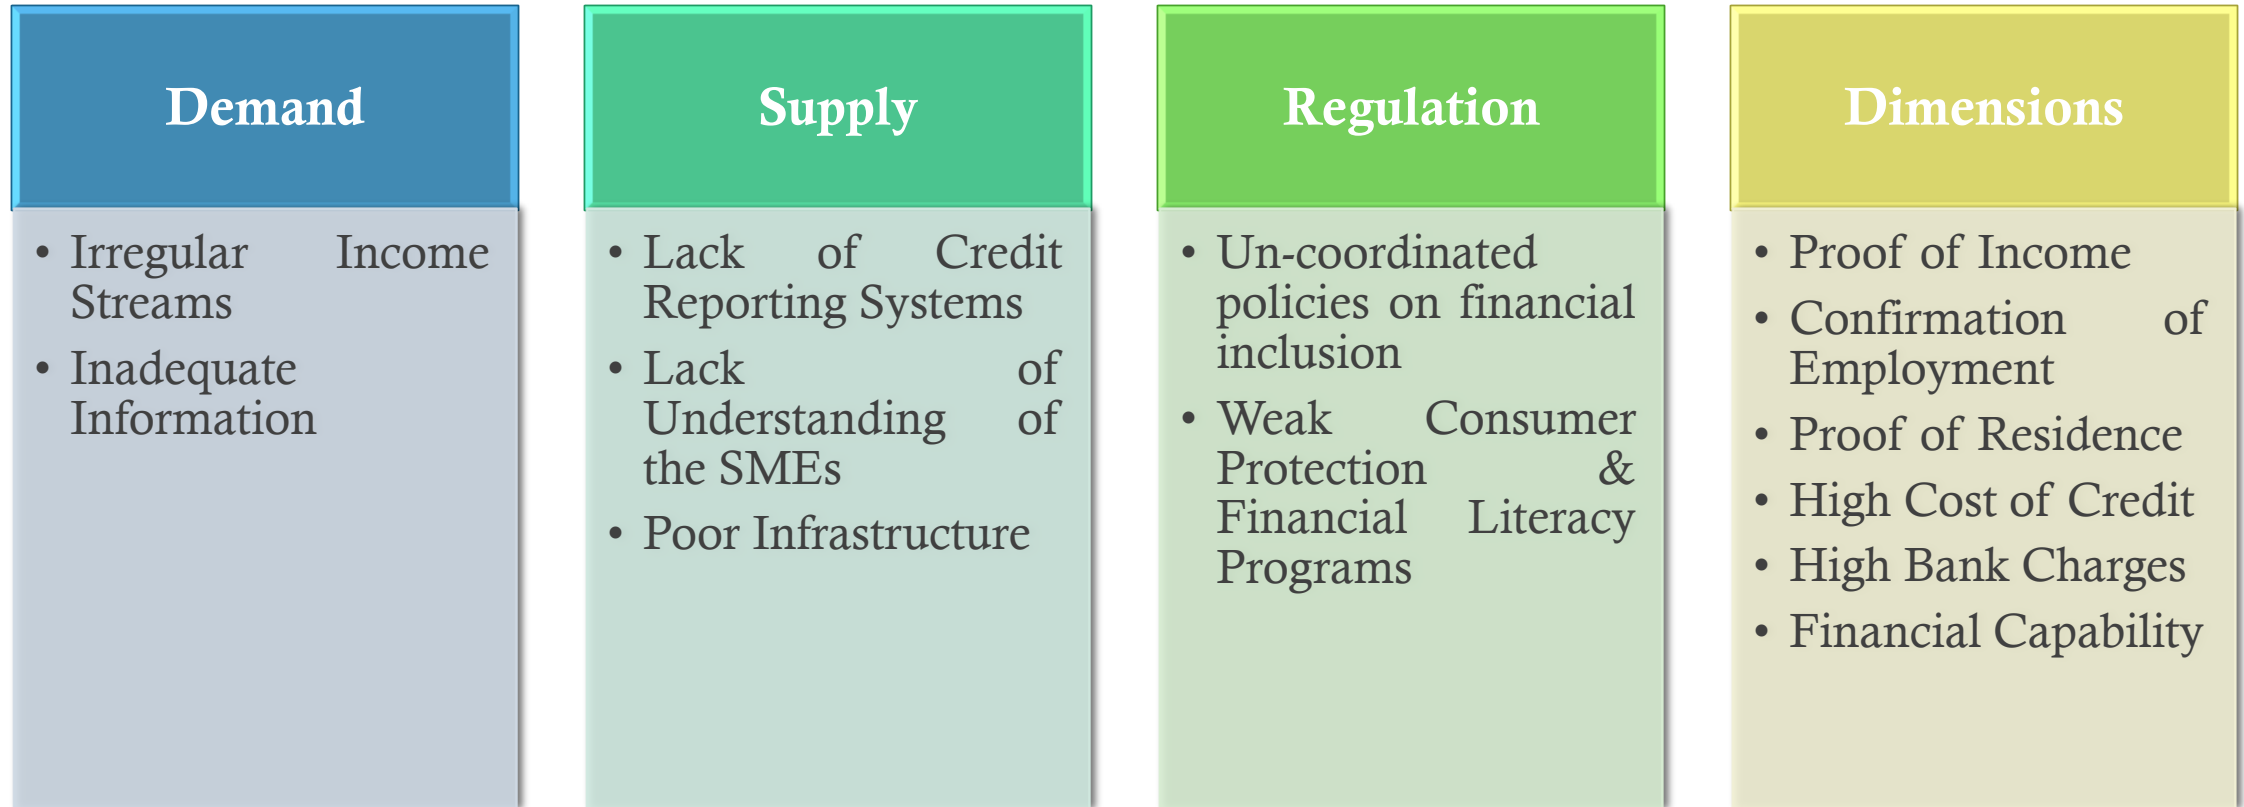 Demand
• Irregular Income
Streams
• Inadequate
Information
Supply
• Lack of Credit
Reporting Systems
• Lack of
Understanding of
the SMEs
• Poor Infrastructure
Regulation
• Un-coordinated
policies on financial
inclusion
• Weak Consumer
Protection &
Financial Literacy
Programs
Dimensions
• Proof of Income
• Confirmation of
Employment
• Proof of Residence
• High Cost of Credit
• High Bank Charges
• Financial Capability